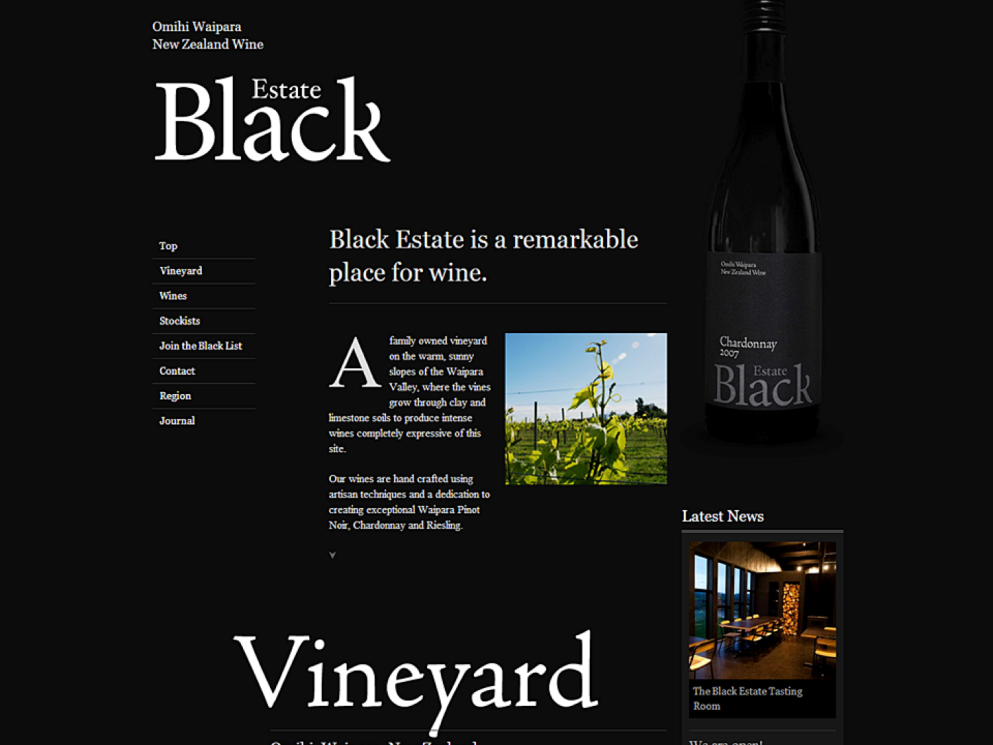 Omihi Waipara
New Zealand Wine
Estate
Black
Top
Vineyard
Wines
Stockists
Join the Black List
Contact
Region
Journal
Black Estate is a remarkable
place for wine.
A family owned vineyard
on the warm, sunny
slopes of the Waipara
Valley, where the vines
grow through clay and
limestone soils to produce intense
wines completely expressive of this
site.
Our wines are hand crafted using
artisan techniques and a dedication to
creating exceptional Waipara Pinot
Noir, Chardonnay and Riesling.
Omihi Waipara
New Zealand Wine
Chardonnay
2007
Estate
Black
Latest News
The Black Estate Tasting
Room
We are open!
Vineyard
Omihi, Waipara, New Zealand